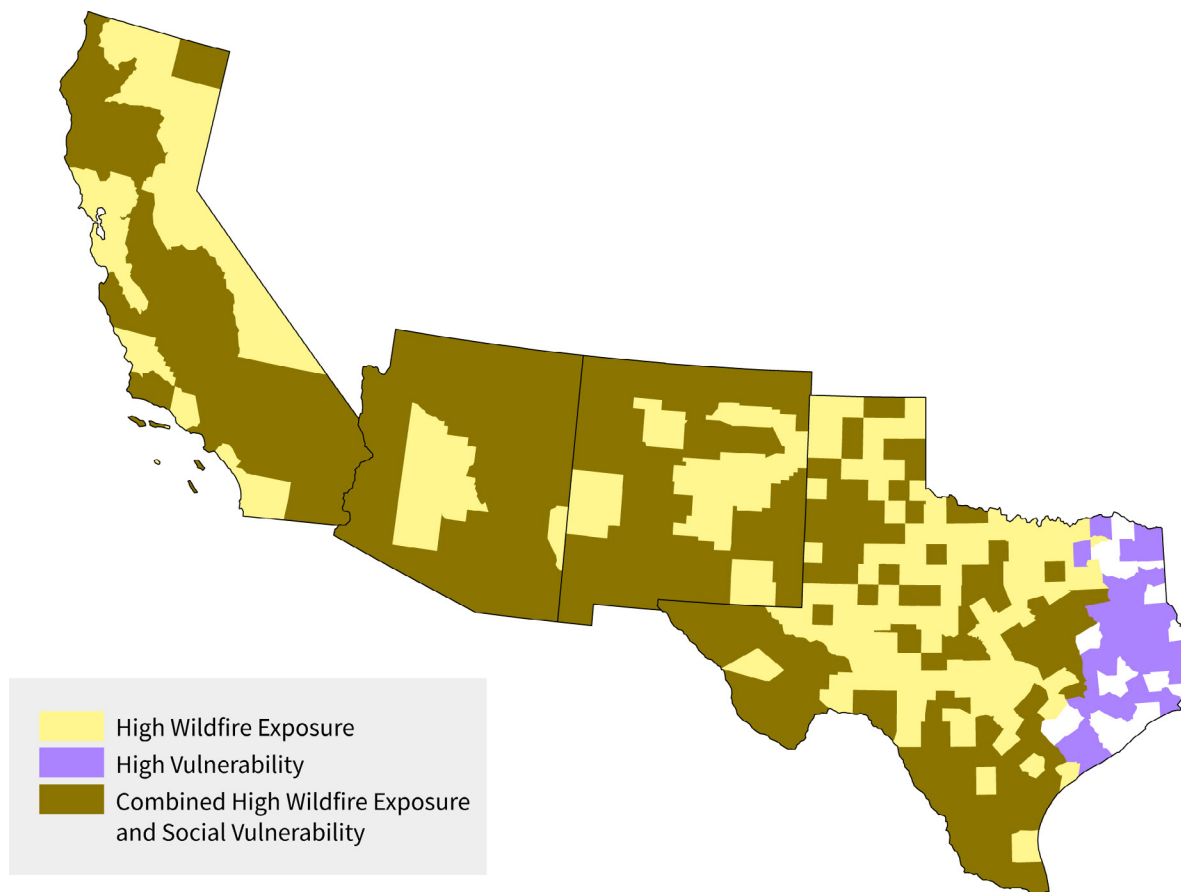 High Wildfire Exposure
High Vulnerability
Combined High Wildfire Exposure
and Social Vulnerability